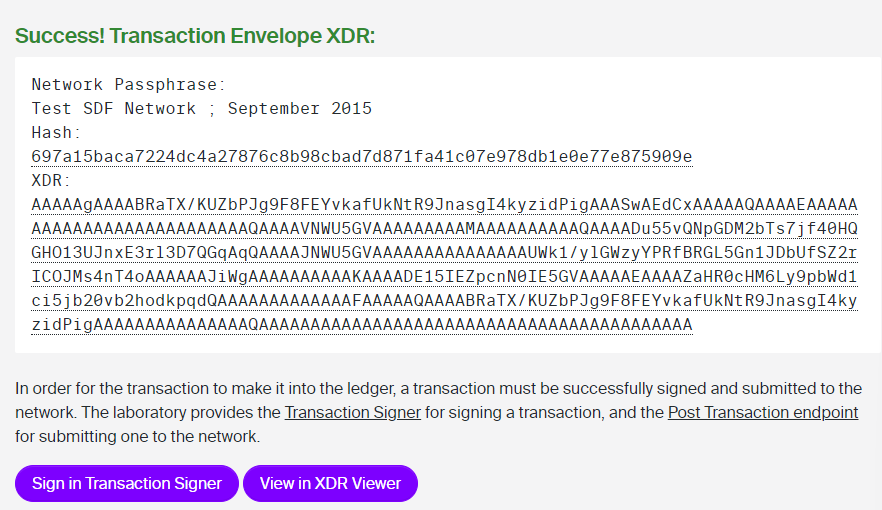 Success! Transaction Envelope XDR:
Network Passphrase:
Test SDF Network ; September 2015
Hash:
697a15baca7224dc4a27876c8b98cbad7d871fa41c07e978db1e0e77e875909e
XDR:
AAAAAgAAAABRaTX/KUZbPJg9F8FEYvkafUkNtR9JnasgI4kyzidPigAAASwAEdCxAAAAAQAAAAEAAAAA
AAAAAAAAAAAAAAAAAAAAAQAAAAVNWU5GVAAAAAAAAAMAAAAAAAAAAQAAAADu55vQNpGDM2bTs7jf40HQ
GHO13UJnxE3rl3D7QGqAqQAAAAJNWU5GVAAAAAAAAAAAAAAAUWk1/ylGWzyYPRfBRGL5Gn1JDbUfSZ2r
ICOJMs4nT4oAAAAAAJiWgAAAAAAAAAAKAAAADE15IEZpcnN0IE5GVAAAAAEAAAAZaHR0cHM6Ly9pbWd1
ci5jb20vb2hodkpqdQAAAAAAAAAAAAAFAAAAAQAAAABRaTX/KUZbPJg9F8FEYvkafUkNtR9JnasgI4ky
zidPigAAAAAAAAAAAAAAAQAAAAAAAAAAAAAAAAAAAAAAAAAAAAAAAAAAAAAAAAAA
In order for the transaction to make it into the ledger, a transaction must be successfully signed and submitted to the
network. The laboratory provides the Transaction Signer for signing a transaction, and the Post Transaction endpoint
for submitting one to the network.
Sign in Transaction Signer View in XDR Viewer